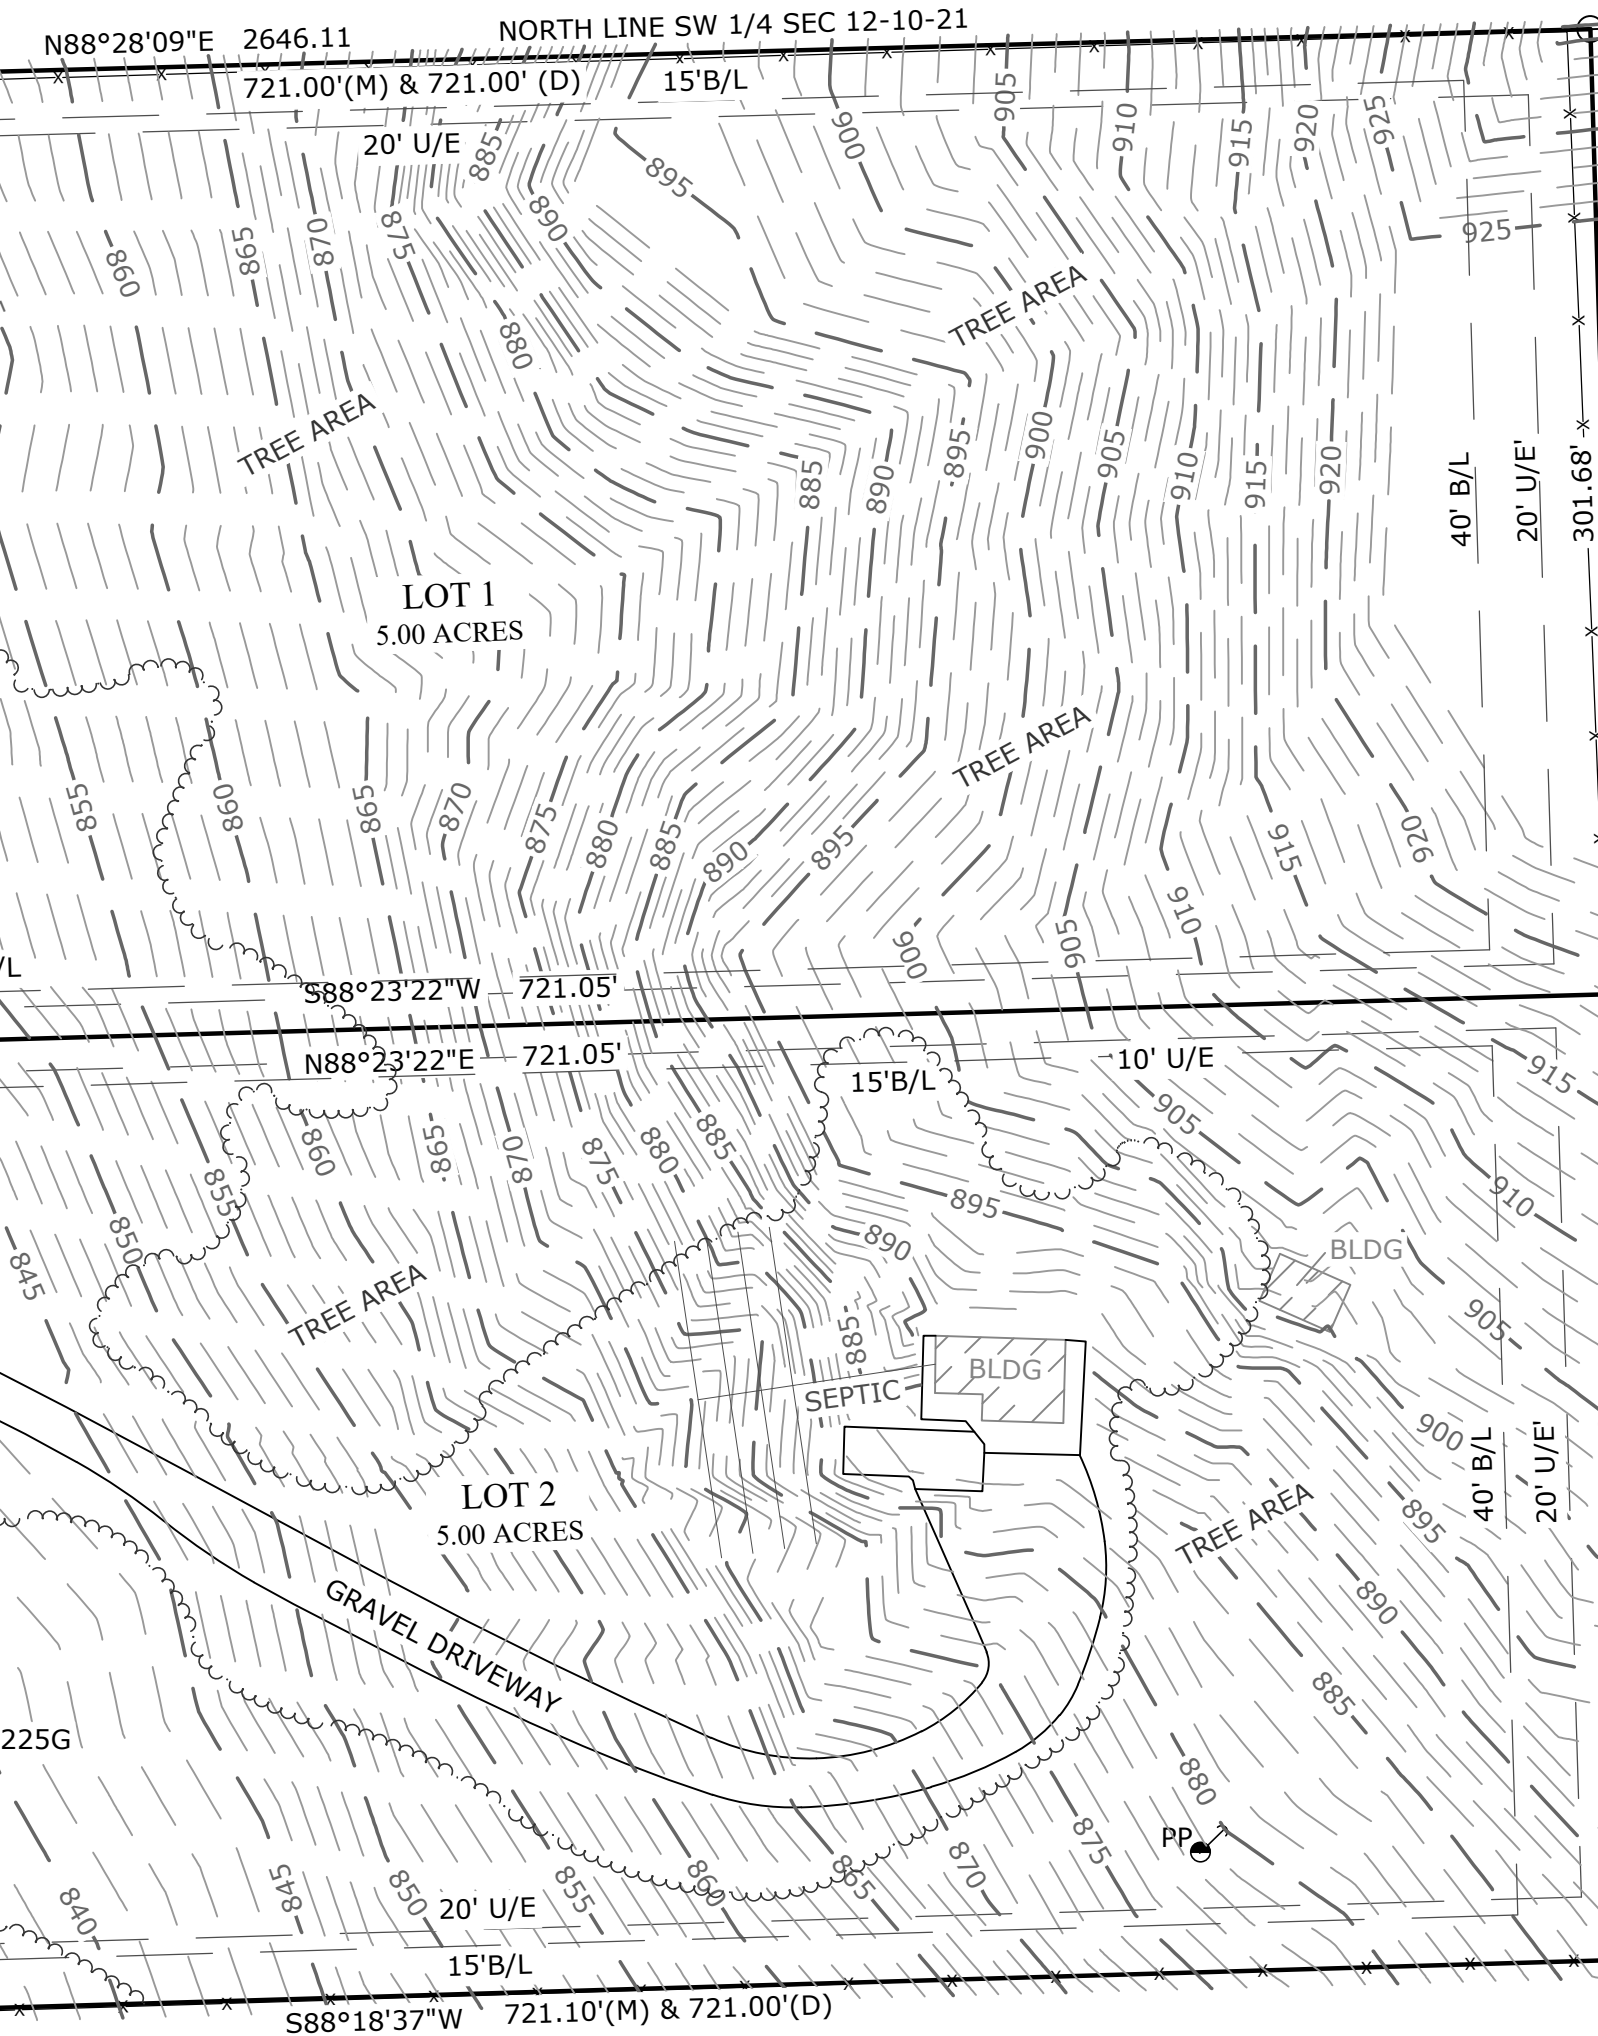 N88°28'09"E 2646.11
NORTH LINE SW 1/4 SEC 12-10-21
721.00'(M) & 721.00' (D)
15'B/L
905
900
910
915
920
925
20' U/E
885
895
890
860
865
870
875
925
880
TREE AREA
TREE AREA
885
890
895
900
905
910
915
920
40' B/L
20' U/E'
301.68'
LOT 1
5.00 ACRES
TREE AREA
855
860
865
870
875
880
885
890
895
915
920
910
905
900
/L
S88°23'22"W 721.05'
N88°23'22"E 721.05'
15'B/L
10' U/E
915
905
860
865
870
875
880
885
855
850
845
895
890
910
BLDG
TREE AREA
905
885
BLDG
SEPTIC
900
40' B/L
20' U/E'
LOT 2
5.00 ACRES
TREE AREA
895
890
GRAVEL DRIVEWAY
885
225G
880
PP
875
870
865
860
855
850
845
840
20' U/E
15'B/L
S88°18'37"W 721.10'(M) & 721.00'(D)